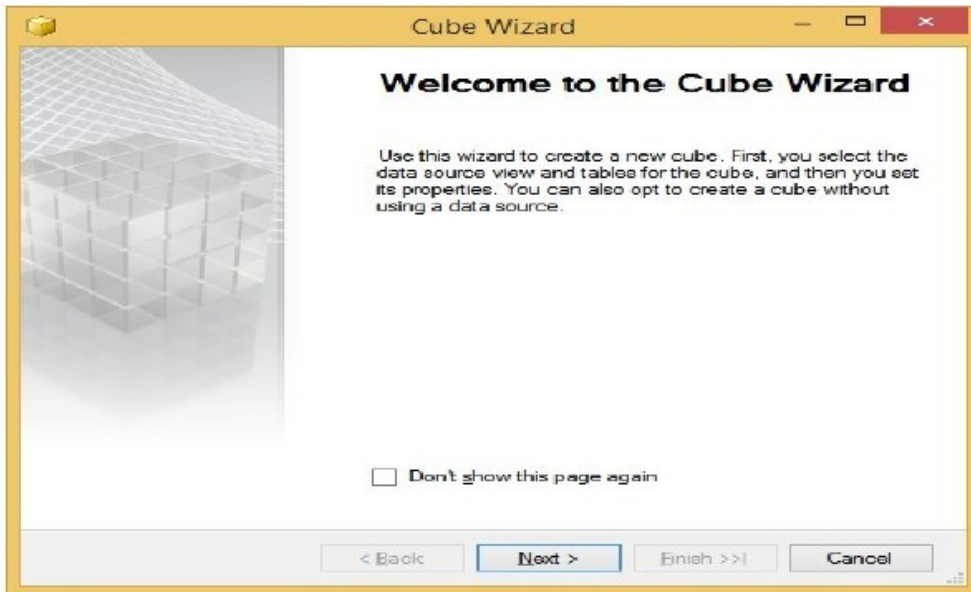 Cube Wizard
Welcome to the Cube Wizard
Use this wizard to create a new cube. First, you select the
data source view and tables for the cube, and then you set
its properties. You can also opt to create a cube without
using a data source.
Don't show this page again
< Back
Next >
Finish >>|
Cancel